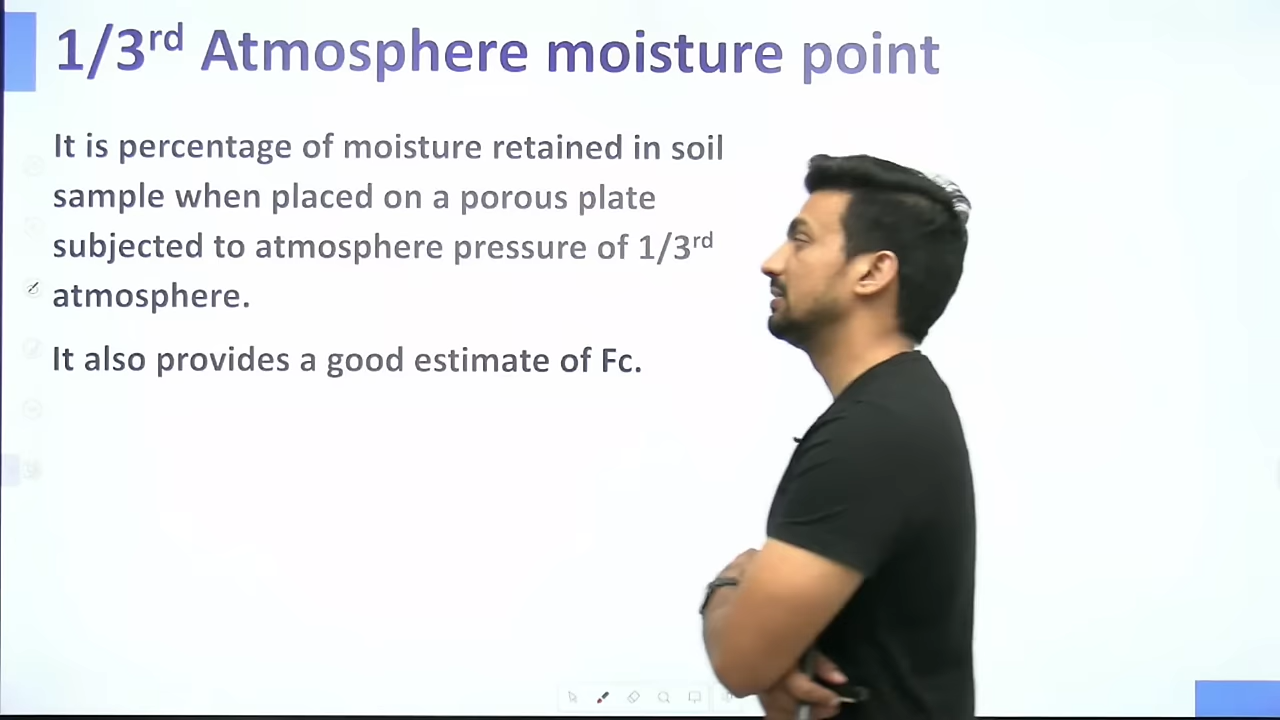 1/3rd Atmosphere moisture point
It is percentage of moisture retained in soil
sample when placed on a porous plate
subjected to atmosphere pressure of 1/3rd
atmosphere.
It also provides a good estimate of Fc.